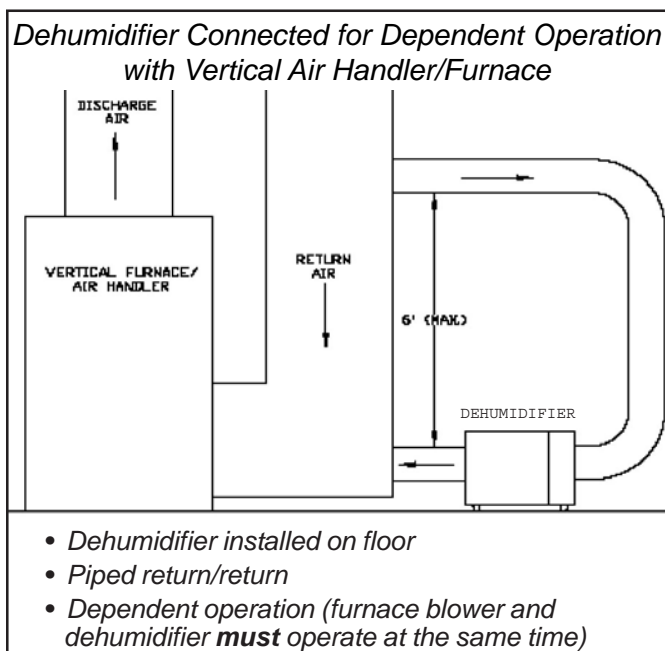 Dehumidifier Connected for Dependent Operation
with Vertical Air Handler/Furnace
DISCHARGE
AIR
VERTICAL FURNACE/
AIR HANDLER
RETURN
AIR
6' (MAX.)
DEHUMIDIFIER
• Dehumidifier installed on floor
• Piped return/return
• Dependent operation (furnace blower and
dehumidifier must operate at the same time)